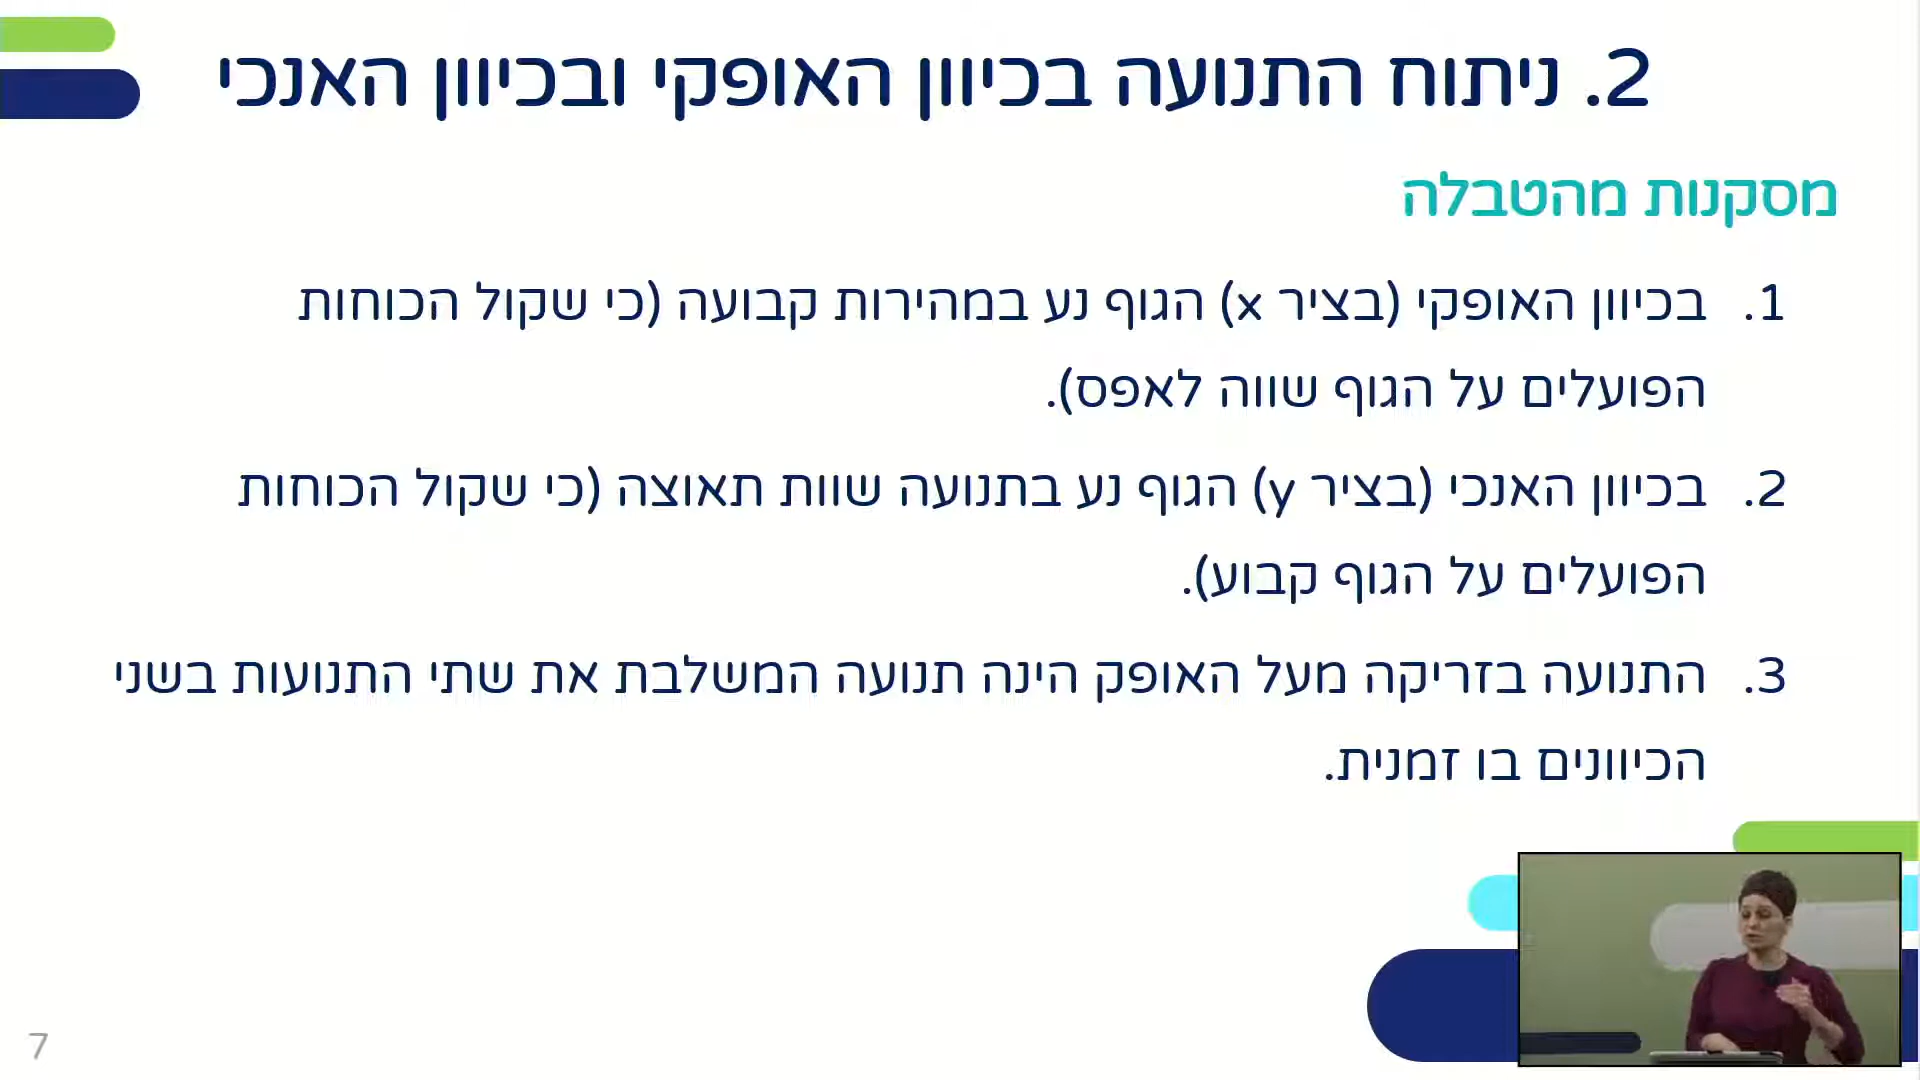 2. ניתוח התנועה בכיוון האופקי ובכיוון האנכי
מסקנות מהטבלה
1. בכיוון האופקי (בציר x) הגוף נע במהירות קבועה (כי שקול הכוחות
הפועלים על הגוף שווה לאפס).
2. בכיוון האנכי (בציר y) הגוף נע בתנועה שוות תאוצה (כי שקול הכוחות
הפועלים על הגוף קבוע).
3. התנועה בזריקה מעל האופק הינה תנועה המשלבת את שתי התנועות בשני
הכיוונים בו זמנית.
7